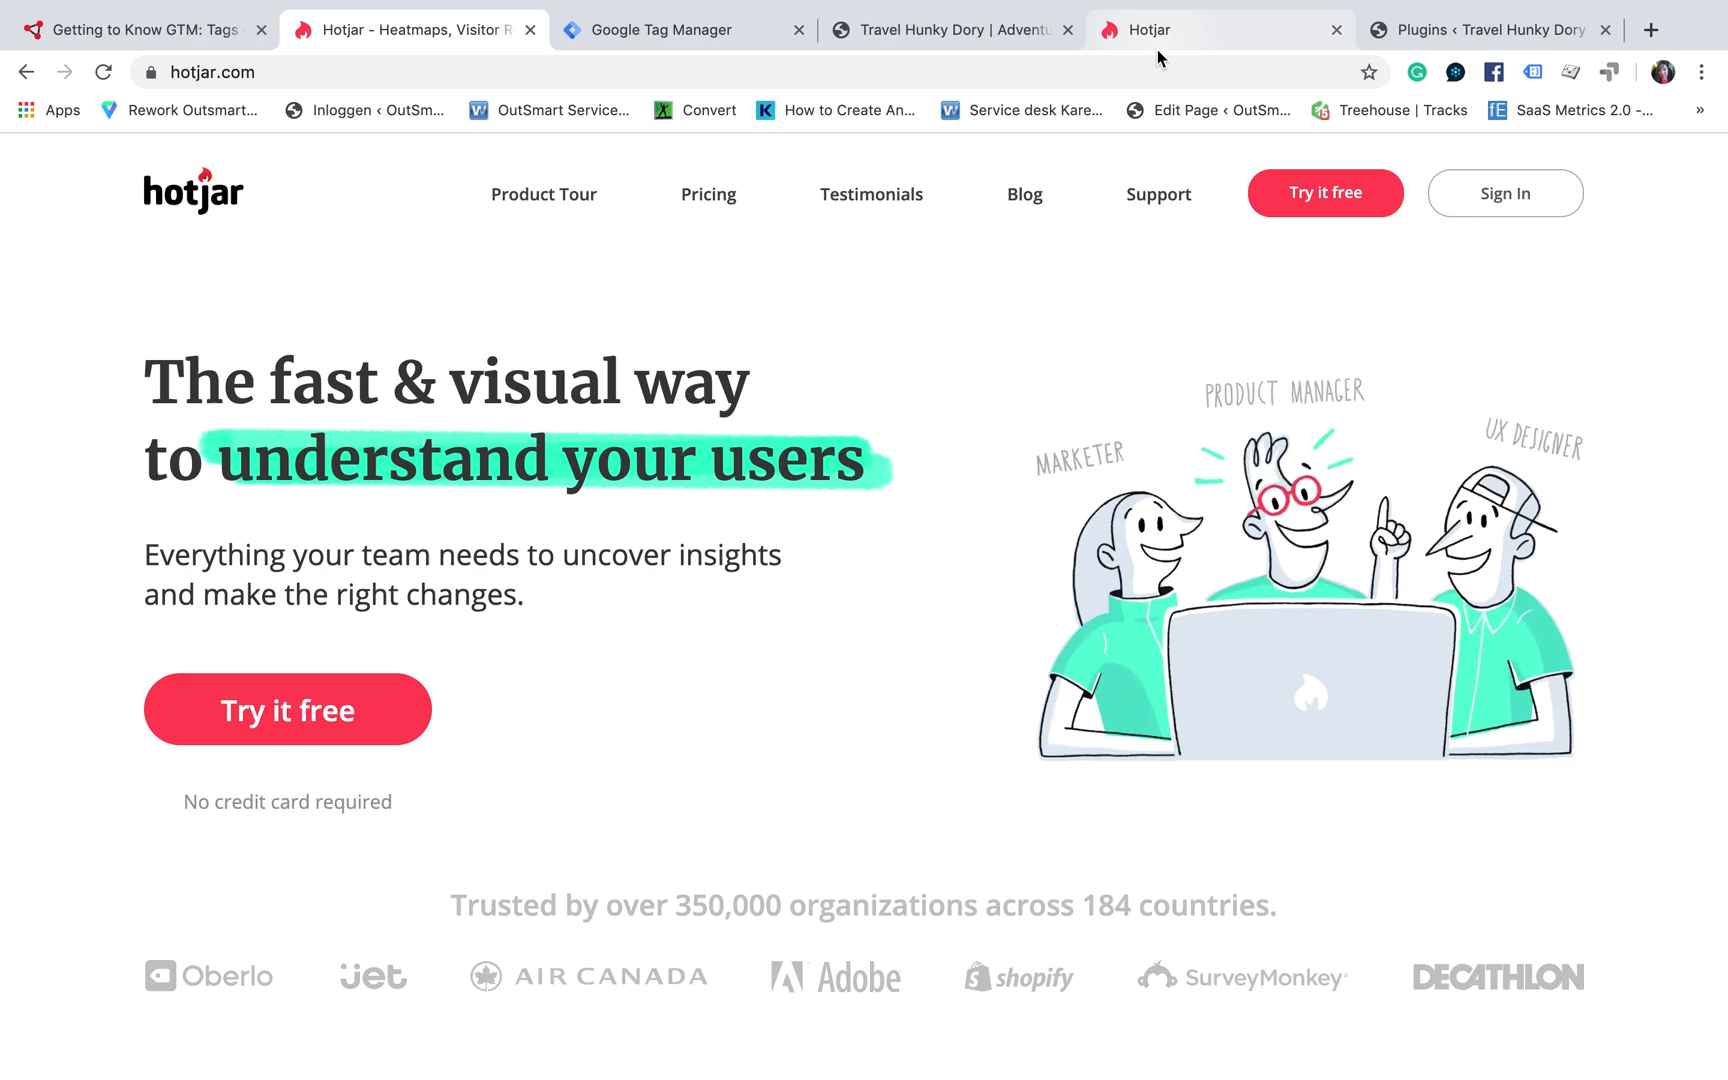 Getting to Know GTM: Tags
Hotjar - Heatmaps, Visitor R
Google Tag Manager
Travel Hunky Dory | Adventu
Hotjar
Plugins ‹ Travel Hunky Dory
hotjar.com
Apps
Rework Outsmart...
Inloggen ‹ OutSm...
OutSmart Service...
Convert
How to Create An...
Service desk Kare...
Edit Page ‹ OutSm...
Treehouse | Tracks
SaaS Metrics 2.0 -...
»
hotjar
Product Tour
Pricing
Testimonials
Blog
Support
Try it free
Sign In
The fast & visual way
to understand your users
Everything your team needs to uncover insights
and make the right changes.
Try it free
No credit card required
MARKETER
PRODUCT MANAGER
UX DESIGNER
Trusted by over 350,000 organizations across 184 countries.
Oberlo
jet
AIR CANADA
Adobe
shopify
SurveyMonkey
DECATHLON